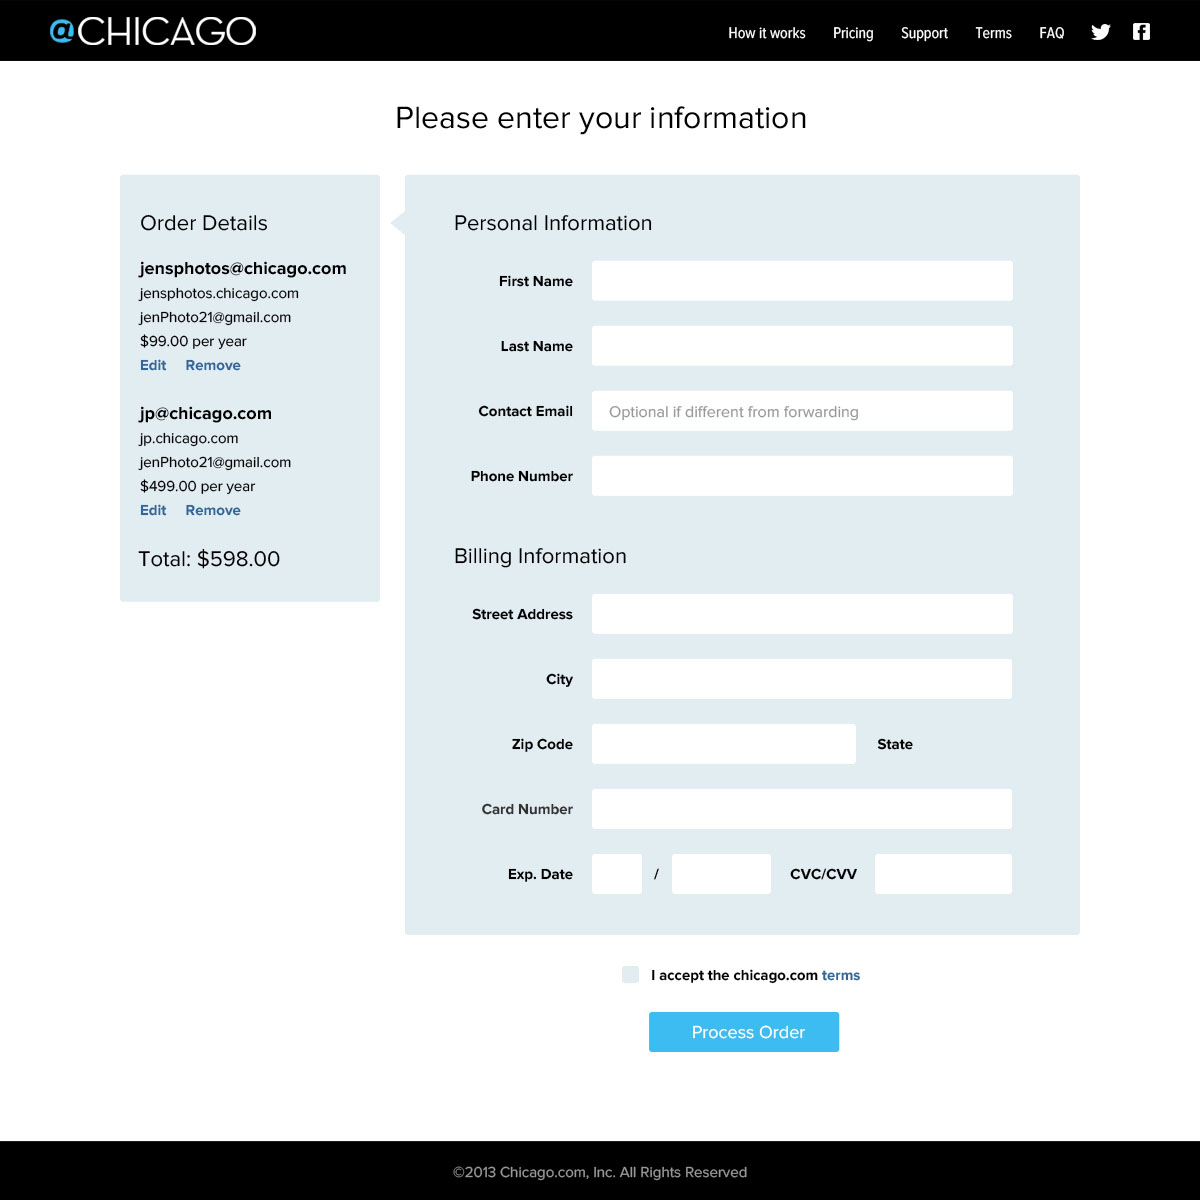 @CHICAGO
How it works Pricing Support Terms FAQ
Please enter your information
Order Details
jensphotos@chicago.com
jensphotos.chicago.com
jenPhoto21@gmail.com
$99.00 per year
Edit Remove
jp@chicago.com
jp.chicago.com
jenPhoto21@gmail.com
$499.00 per year
Edit Remove
Total: $598.00
Personal Information
First Name
Last Name
Contact Email Optional if different from forwarding
Phone Number
Billing Information
Street Address
City
Zip Code State
Card Number
Exp. Date / CVC/CVV
I accept the chicago.com terms
Process Order
©2013 Chicago.com, Inc. All Rights Reserved